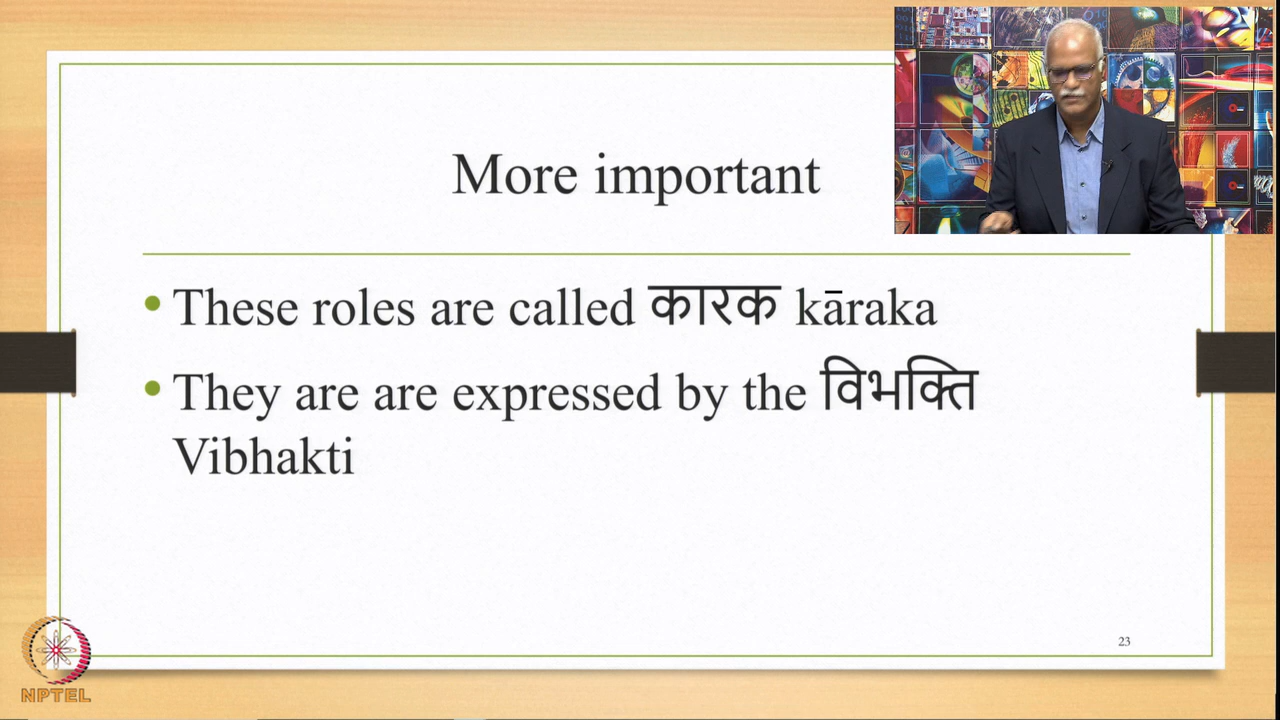 More important
• These roles are called कारक kāraka
• They are are expressed by the विभक्ति
Vibhakti
23
NPTEL